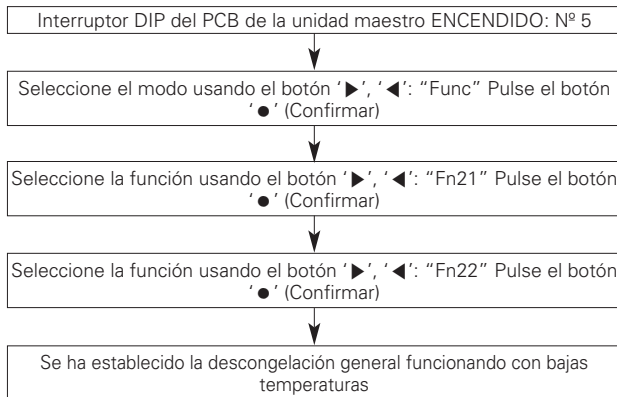 Interruptor DIP del PCB de la unidad maestro ENCENDIDO: Nº 5
Seleccione el modo usando el botón ‘▶’, ‘◀’: “Func” Pulse el botón
‘●’ (Confirmar)
Seleccione la función usando el botón ‘▶’, ‘◀’: “Fn21” Pulse el botón
‘●’ (Confirmar)
Seleccione la función usando el botón ‘▶’, ‘◀’: “Fn22” Pulse el botón
‘●’ (Confirmar)
Se ha establecido la descongelación general funcionando con bajas
temperaturas